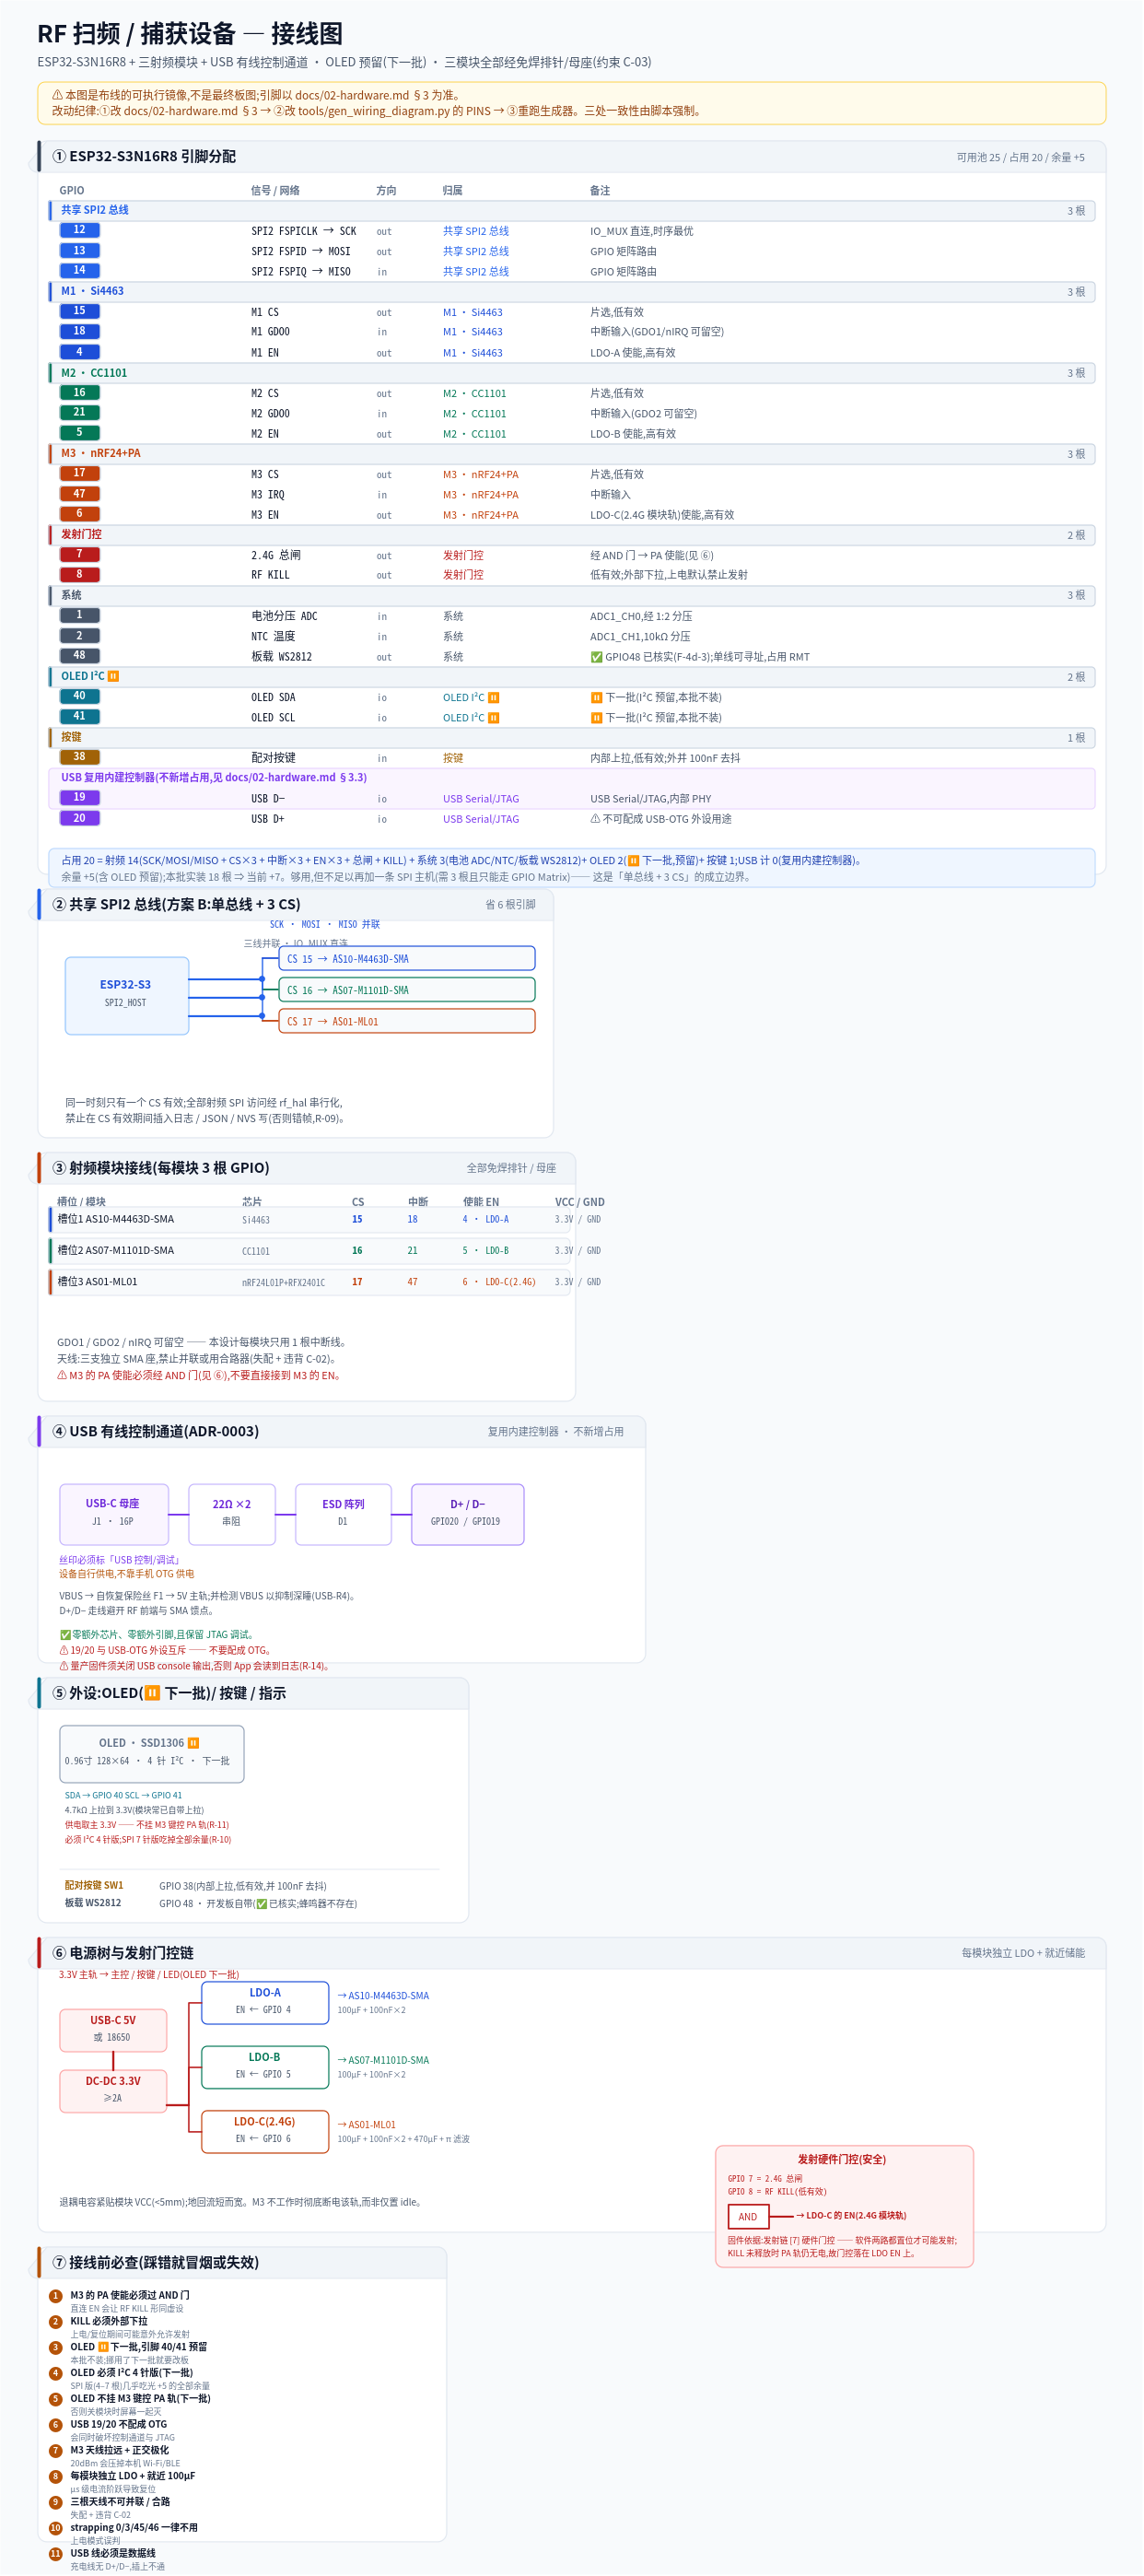 RF 扫频 / 捕获设备 — 接线图
ESP32-S3N16R8 + 三射频模块 + USB 有线控制通道 · OLED 预留(下一批) · 三模块全部经免焊排针/母座(约束 C-03)
⚠ 本图是布线的可执行镜像,不是最终板图;引脚以 docs/02-hardware.md §3 为准。
改动纪律:①改 docs/02-hardware.md §3 → ②改 tools/gen_wiring_diagram.py 的 PINS → ③重跑生成器。三处一致性由脚本强制。
① ESP32-S3N16R8 引脚分配 可用池 25 / 占用 20 / 余量 +5
GPIO 信号 / 网络 方向 归属 备注
共享 SPI2 总线 3 根
12 SPI2 FSPICLK → SCK out 共享 SPI2 总线 IO_MUX 直连,时序最优
13 SPI2 FSPID → MOSI out 共享 SPI2 总线 GPIO 矩阵路由
14 SPI2 FSPIQ → MISO in 共享 SPI2 总线 GPIO 矩阵路由
M1 · Si4463 3 根
15 M1 CS out M1 · Si4463 片选,低有效
18 M1 GDO0 in M1 · Si4463 中断输入(GDO1/nIRQ 可留空)
4 M1 EN out M1 · Si4463 LDO-A 使能,高有效
M2 · CC1101 3 根
16 M2 CS out M2 · CC1101 片选,低有效
21 M2 GDO0 in M2 · CC1101 中断输入(GDO2 可留空)
5 M2 EN out M2 · CC1101 LDO-B 使能,高有效
M3 · nRF24+PA 3 根
17 M3 CS out M3 · nRF24+PA 片选,低有效
47 M3 IRQ in M3 · nRF24+PA 中断输入
6 M3 EN out M3 · nRF24+PA LDO-C(2.4G 模块轨)使能,高有效
发射门控 2 根
7 2.4G 总闸 out 发射门控 经 AND 门 → PA 使能(见 ⑥)
8 RF KILL out 发射门控 低有效;外部下拉,上电默认禁止发射
系统 3 根
1 电池分压 ADC in 系统 ADC1_CH0,经 1:2 分压
2 NTC 温度 in 系统 ADC1_CH1,10kΩ 分压
48 板载 WS2812 out 系统 ✅ GPIO48 已核实(F-4d-3);单线可寻址,占用 RMT
OLED I²C ⏸ 2 根
40 OLED SDA io OLED I²C ⏸ ⏸ 下一批(I²C 预留,本批不装)
41 OLED SCL io OLED I²C ⏸ ⏸ 下一批(I²C 预留,本批不装)
按键 1 根
38 配对按键 in 按键 内部上拉,低有效;外并 100nF 去抖
USB 复用内建控制器(不新增占用,见 docs/02-hardware.md §3.3)
19 USB D− io USB Serial/JTAG USB Serial/JTAG,内部 PHY
20 USB D+ io USB Serial/JTAG ⚠ 不可配成 USB-OTG 外设用途
占用 20 = 射频 14(SCK/MOSI/MISO + CS×3 + 中断×3 + EN×3 + 总闸 + KILL) + 系统 3(电池 ADC/NTC/板载 WS2812)+ OLED 2(⏸ 下一批,预留)+ 按键 1;USB 计 0(复用内建控制器)。
余量 +5(含 OLED 预留);本批实装 18 根 ⇒ 当前 +7。够用,但不足以再加一条 SPI 主机(需 3 根且只能走 GPIO Matrix)—— 这是「单总线 + 3 CS」的成立边界。
② 共享 SPI2 总线(方案 B:单总线 + 3 CS) 省 6 根引脚
SCK · MOSI · MISO 并联
三线并联 · IO_MUX 直连
ESP32-S3
SPI2_HOST
CS 15 → AS10-M4463D-SMA
CS 16 → AS07-M1101D-SMA
CS 17 → AS01-ML01
同一时刻只有一个 CS 有效;全部射频 SPI 访问经 rf_hal 串行化,
禁止在 CS 有效期间插入日志 / JSON / NVS 写(否则错帧,R-09)。
③ 射频模块接线(每模块 3 根 GPIO) 全部免焊排针 / 母座
槽位 / 模块 芯片 CS 中断 使能 EN VCC / GND
槽位1 AS10-M4463D-SMA Si4463 15 18 4 · LDO-A 3.3V / GND
槽位2 AS07-M1101D-SMA CC1101 16 21 5 · LDO-B 3.3V / GND
槽位3 AS01-ML01 nRF24L01P+RFX2401C 17 47 6 · LDO-C(2.4G) 3.3V / GND
GDO1 / GDO2 / nIRQ 可留空 —— 本设计每模块只用 1 根中断线。
天线:三支独立 SMA 座,禁止并联或用合路器(失配 + 违背 C-02)。
⚠ M3 的 PA 使能必须经 AND 门(见 ⑥),不要直接接到 M3 的 EN。
④ USB 有线控制通道(ADR-0003) 复用内建控制器 · 不新增占用
USB-C 母座 22Ω ×2 ESD 阵列 D+ / D−
J1 · 16P 串阻 D1 GPIO20 / GPIO19
丝印必须标「USB 控制/调试」
设备自行供电,不靠手机 OTG 供电
VBUS → 自恢复保险丝 F1 → 5V 主轨;并检测 VBUS 以抑制深睡(USB-R4)。
D+/D− 走线避开 RF 前端与 SMA 馈点。
✅ 零额外芯片、零额外引脚,且保留 JTAG 调试。
⚠ 19/20 与 USB-OTG 外设互斥 —— 不要配成 OTG。
⚠ 量产固件须关闭 USB console 输出,否则 App 会读到日志(R-14)。
⑤ 外设:OLED(⏸ 下一批)/ 按键 / 指示
OLED · SSD1306 ⏸
0.96寸 128×64 · 4 针 I²C · 下一批
SDA → GPIO 40 SCL → GPIO 41
4.7kΩ 上拉到 3.3V(模块常已自带上拉)
供电取主 3.3V —— 不挂 M3 键控 PA 轨(R-11)
必须 I²C 4 针版;SPI 7 针版吃掉全部余量(R-10)
配对按键 SW1 GPIO 38(内部上拉,低有效,并 100nF 去抖)
板载 WS2812 GPIO 48 · 开发板自带(✅ 已核实;蜂鸣器不存在)
⑥ 电源树与发射门控链 每模块独立 LDO + 就近储能
3.3V 主轨 → 主控 / 按键 / LED(OLED 下一批)
USB-C 5V
或 18650
DC-DC 3.3V
≥2A
LDO-A
EN ← GPIO 4
→ AS10-M4463D-SMA
100μF + 100nF×2
LDO-B
EN ← GPIO 5
→ AS07-M1101D-SMA
100μF + 100nF×2
LDO-C(2.4G)
EN ← GPIO 6
→ AS01-ML01
100μF + 100nF×2 + 470μF + π 滤波
发射硬件门控(安全)
GPIO 7 = 2.4G 总闸
GPIO 8 = RF KILL(低有效)
AND → LDO-C 的 EN(2.4G 模块轨)
固件依据:发射链 [7] 硬件门控 —— 软件两路都置位才可能发射;
KILL 未释放时 PA 轨仍无电,故门控落在 LDO EN 上。
退耦电容紧贴模块 VCC(<5mm);地回流短而宽。M3 不工作时彻底断电该轨,而非仅置 idle。
⑦ 接线前必查(踩错就冒烟或失效)
1 M3 的 PA 使能必须过 AND 门
直连 EN 会让 RF KILL 形同虚设
2 KILL 必须外部下拉
上电/复位期间可能意外允许发射
3 OLED ⏸ 下一批,引脚 40/41 预留
本批不装;挪用了下一批就要改板
4 OLED 必须 I²C 4 针版(下一批)
SPI 版(4–7 根)几乎吃光 +5 的全部余量
5 OLED 不挂 M3 键控 PA 轨(下一批)
否则关模块时屏幕一起灭
6 USB 19/20 不配成 OTG
会同时破坏控制通道与 JTAG
7 M3 天线拉远 + 正交极化
20dBm 会压掉本机 Wi-Fi/BLE
8 每模块独立 LDO + 就近 100μF
μs 级电流阶跃导致复位
9 三根天线不可并联 / 合路
失配 + 违背 C-02
10 strapping 0/3/45/46 一律不用
上电模式误判
11 USB 线必须是数据线
充电线无 D+/D−,插上不通